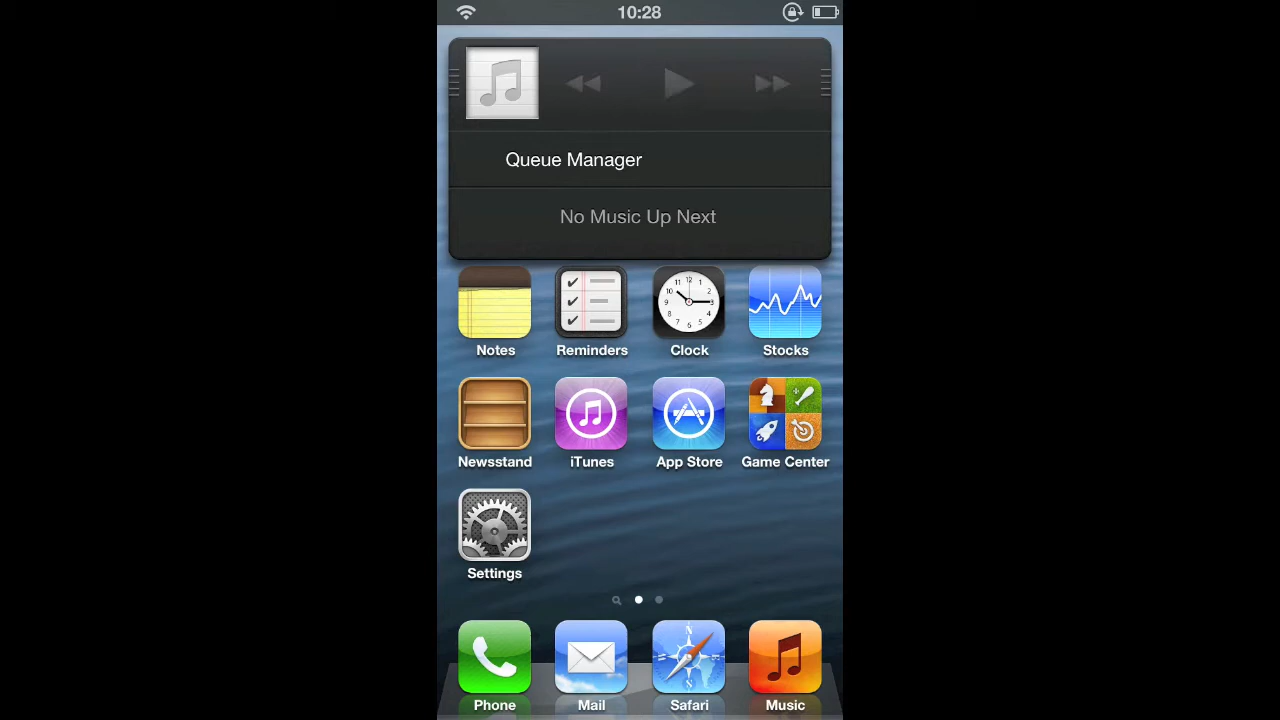 10:28
Queue Manager
No Music Up Next
Notes Reminders Clock Stocks
Newsstand iTunes App Store Game Center
Settings
Phone Mail Safari Music